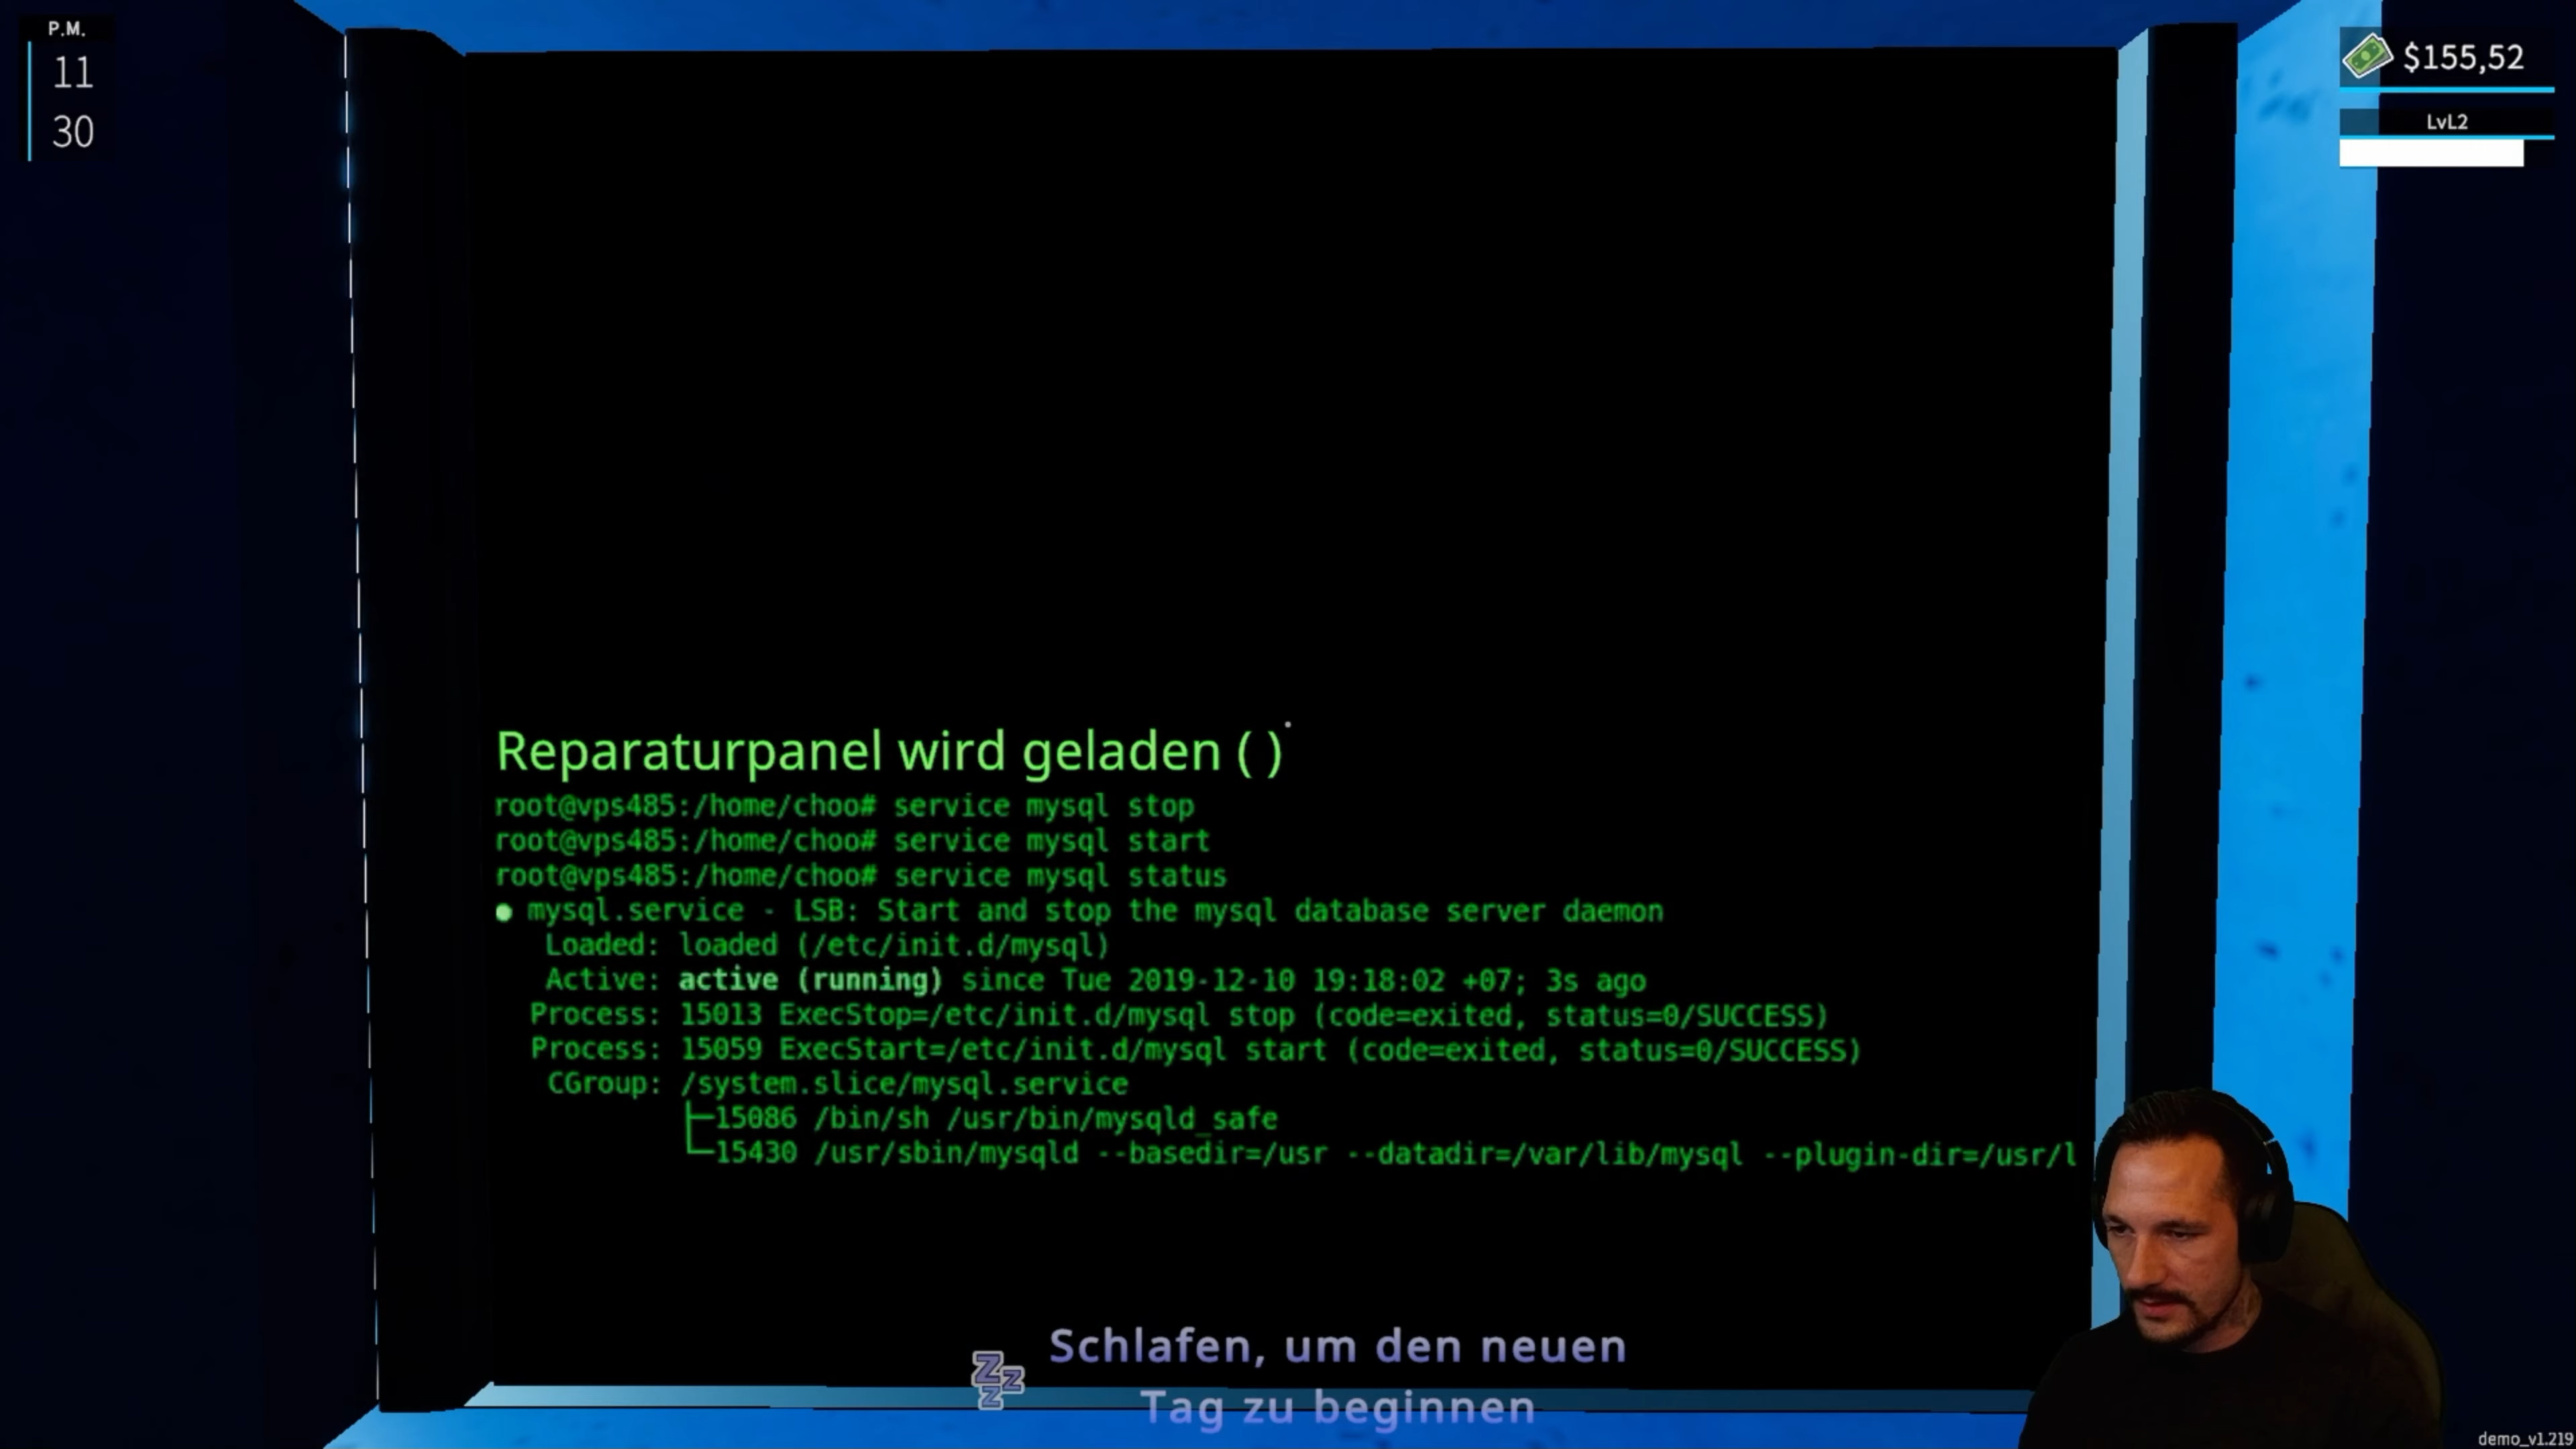 P.M.
11
30
$155,52
LvL2
Reparaturpanel wird geladen ( )
root@vps485:/home/choo# service mysql stop
root@vps485:/home/choo# service mysql start
root@vps485:/home/choo# service mysql status
● mysql.service - LSB: Start and stop the mysql database server daemon
Loaded: loaded (/etc/init.d/mysql)
Active: active (running) since Tue 2019-12-10 19:18:02 +07; 3s ago
Process: 15013 ExecStop=/etc/init.d/mysql stop (code=exited, status=0/SUCCESS)
Process: 15059 ExecStart=/etc/init.d/mysql start (code=exited, status=0/SUCCESS)
CGroup: /system.slice/mysql.service
├─15086 /bin/sh /usr/bin/mysqld_safe
└─15430 /usr/sbin/mysqld --basedir=/usr --datadir=/var/lib/mysql --plugin-dir=/usr/l
Schlafen, um den neuen
Tag zu beginnen
demo_v1.219